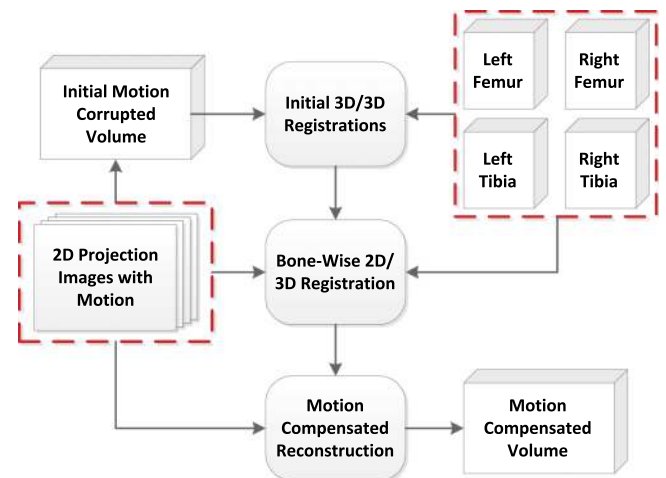 Initial Motion
Corrupted
Volume
Initial 3D/3D
Registrations
Left
Femur
Right
Femur
Left
Tibia
Right
Tibia
2D Projection
Images with
Motion
Bone-Wise 2D/
3D Registration
Motion
Compensated
Reconstruction
Motion
Compensated
Volume